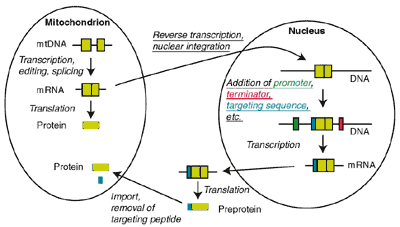 Mitochondrion
mtDNA
Transcription,
editing, splicing
mRNA
Translation
Protein
Protein
Import,
removal of
targeting peptide
Reverse transcription,
nuclear integration
Nucleus
DNA
Addition of promoter,
terminator,
targeting sequence,
etc.
DNA
Transcription
mRNA
Translation
Preprotein